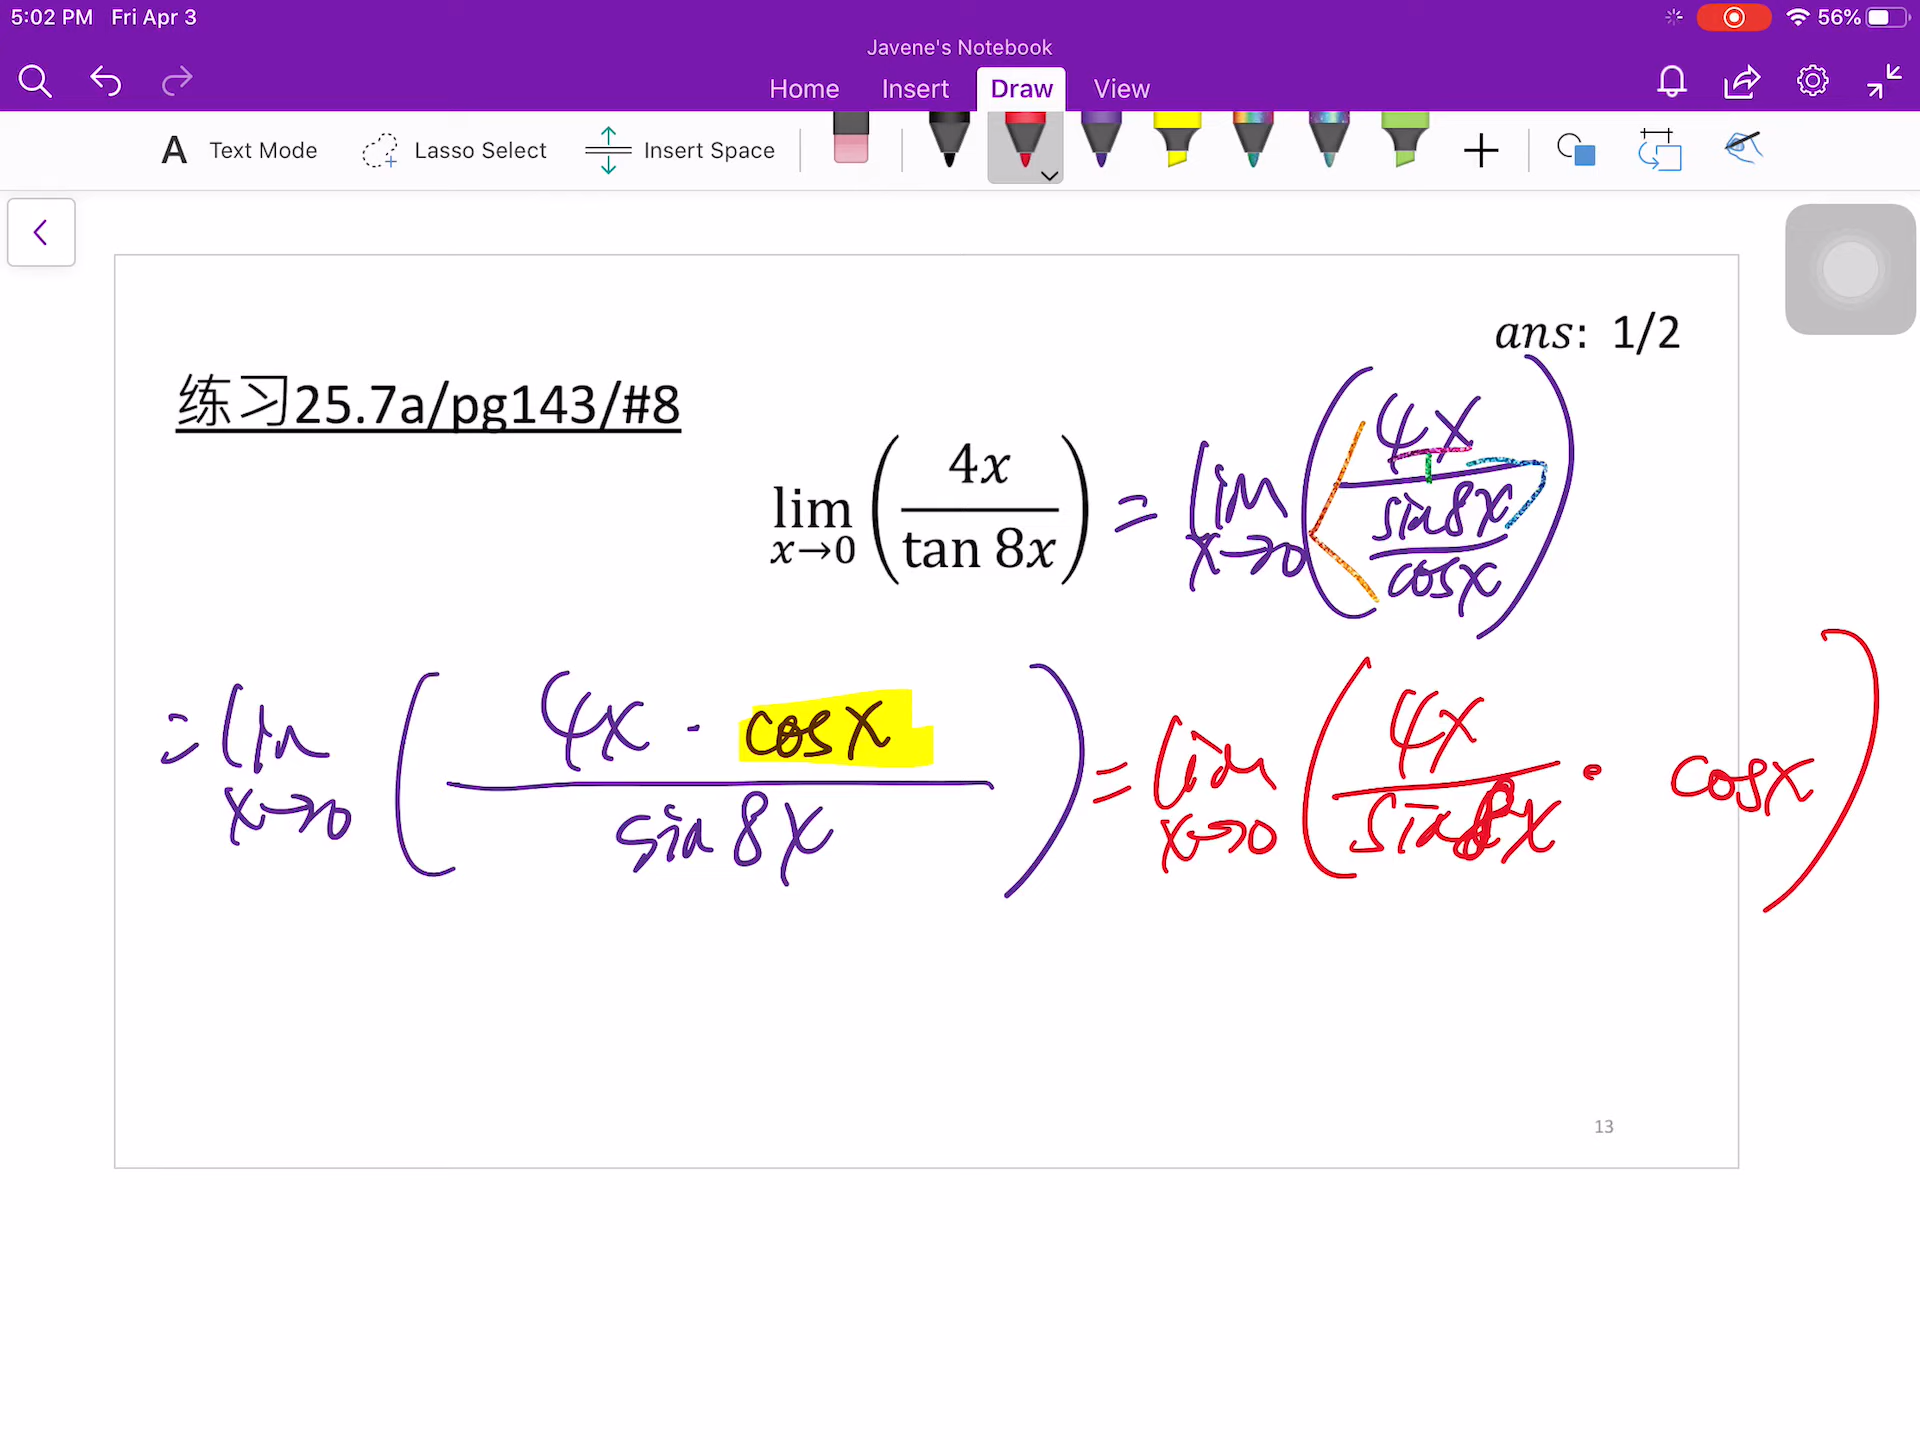 5:02 PM Fri Apr 3 56%
Javene's Notebook
Home Insert Draw View
A Text Mode Lasso Select Insert Space
ans: 1/2
练习25.7a/pg143/#8
lim x→0 (4x / tan 8x) = lim x→0 (4x / (sin8x / cosx))
= lim x→0 (4x · cosx / sin 8x) = lim x→0 (4x / sin8x · cosx)
13